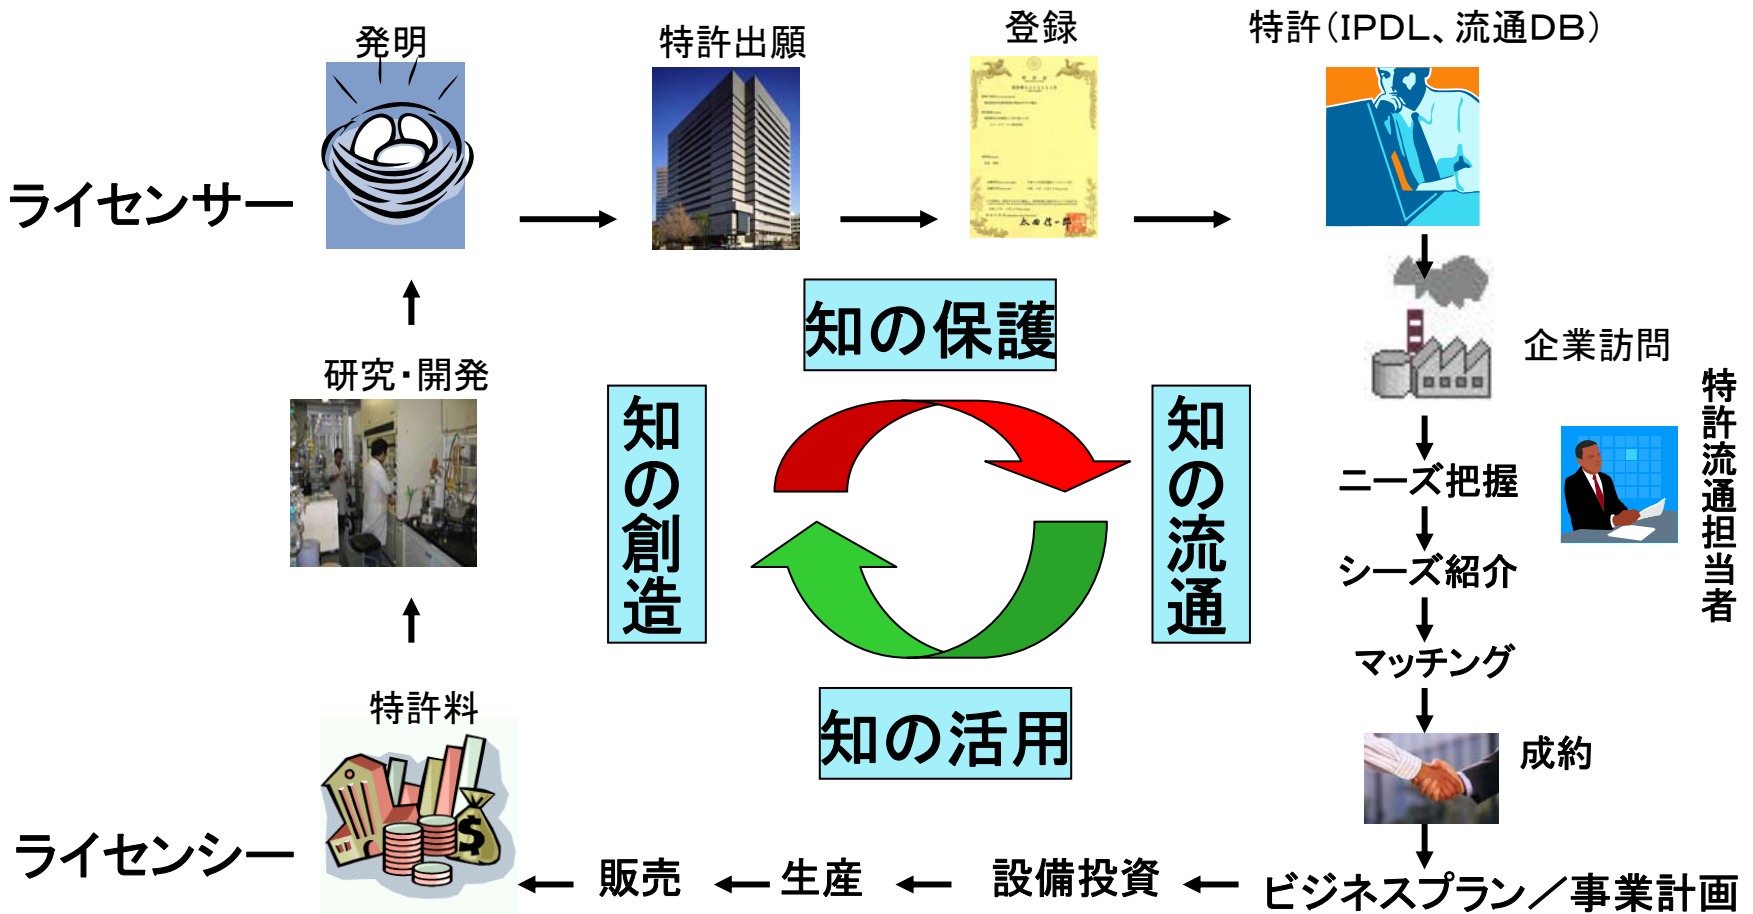 発明
特許出願
登録
特許(IPDL、流通DB)
ライセンサー
知の保護
企業訪問
研究・開発
知の創造
知の流通
特許流通担当者
ニーズ把握
シーズ紹介
マッチング
特許料
知の活用
成約
ライセンシー
販売
生産
設備投資
ビジネスプラン/事業計画
$